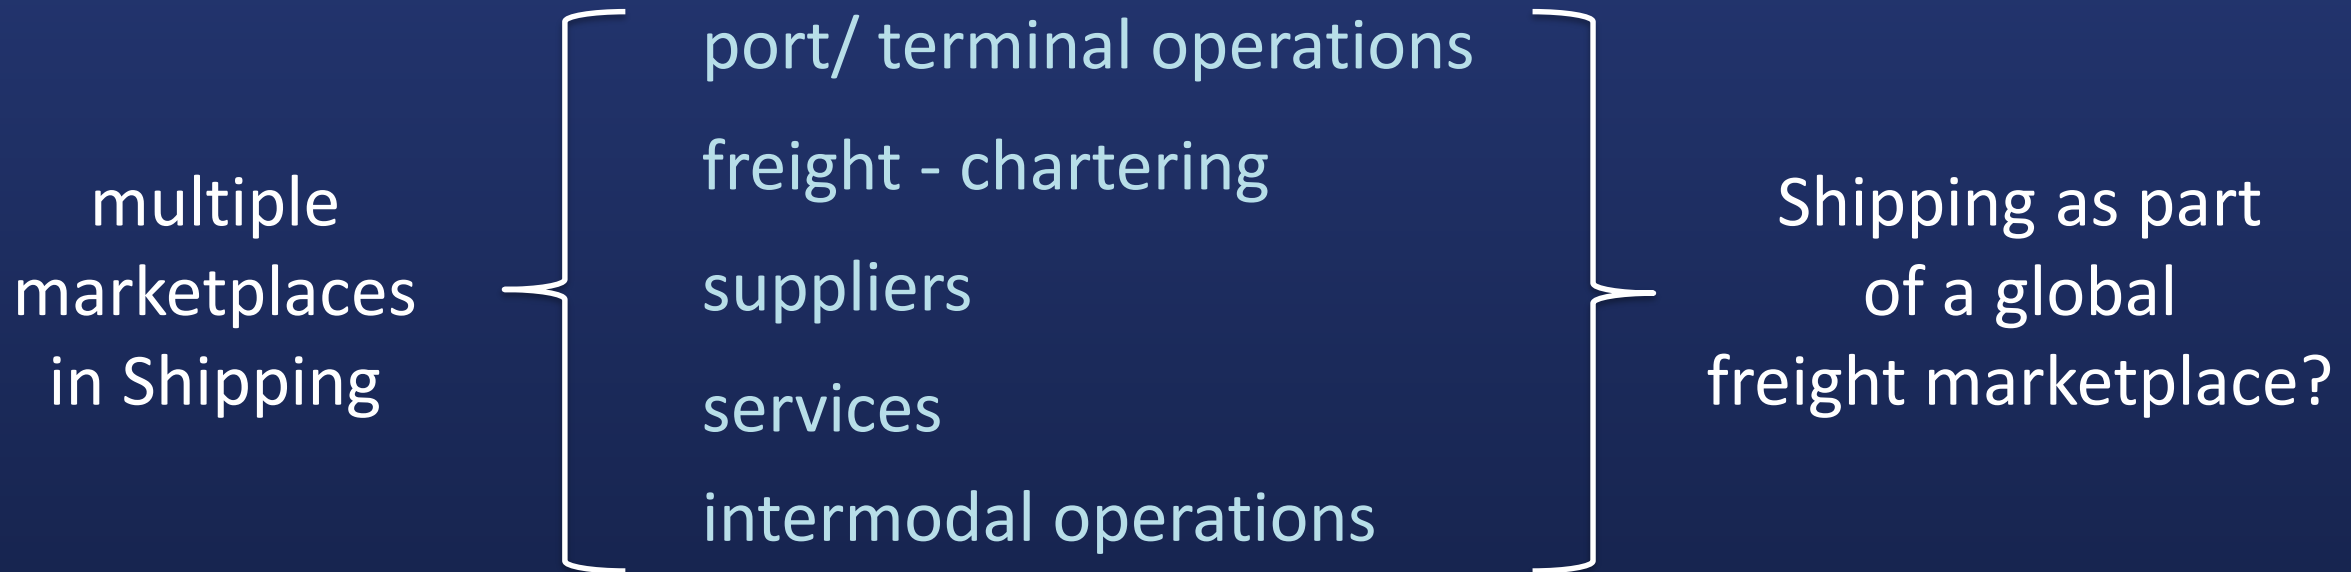 multiple
marketplaces
in Shipping
port/ terminal operations
freight - chartering
suppliers
services
intermodal operations
Shipping as part
of a global
freight marketplace?